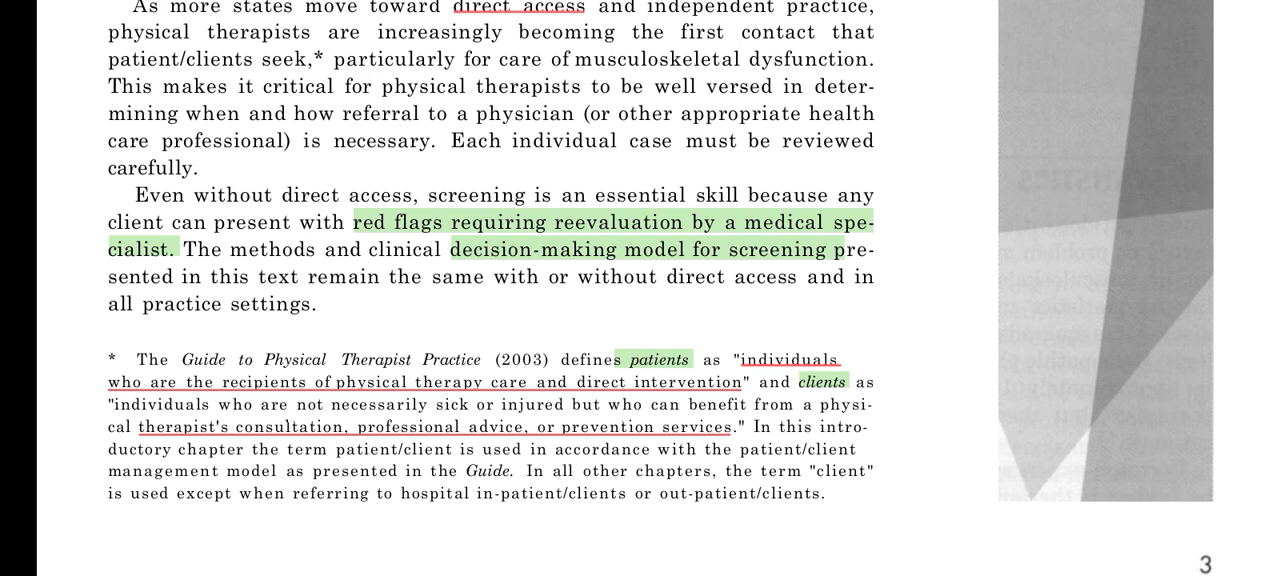 As more states move toward direct access and independent practice,
physical therapists are increasingly becoming the first contact that
patient/clients seek,* particularly for care of musculoskeletal dysfunction.
This makes it critical for physical therapists to be well versed in deter-
mining when and how referral to a physician (or other appropriate health
care professional) is necessary. Each individual case must be reviewed
carefully.
Even without direct access, screening is an essential skill because any
client can present with red flags requiring reevaluation by a medical spe-
cialist. The methods and clinical decision-making model for screening pre-
sented in this text remain the same with or without direct access and in
all practice settings.
* The Guide to Physical Therapist Practice (2003) defines patients as "individuals
who are the recipients of physical therapy care and direct intervention" and clients as
"individuals who are not necessarily sick or injured but who can benefit from a physi-
cal therapist's consultation, professional advice, or prevention services." In this intro-
ductory chapter the term patient/client is used in accordance with the patient/client
management model as presented in the Guide. In all other chapters, the term "client"
is used except when referring to hospital in-patient/clients or out-patient/clients.
3